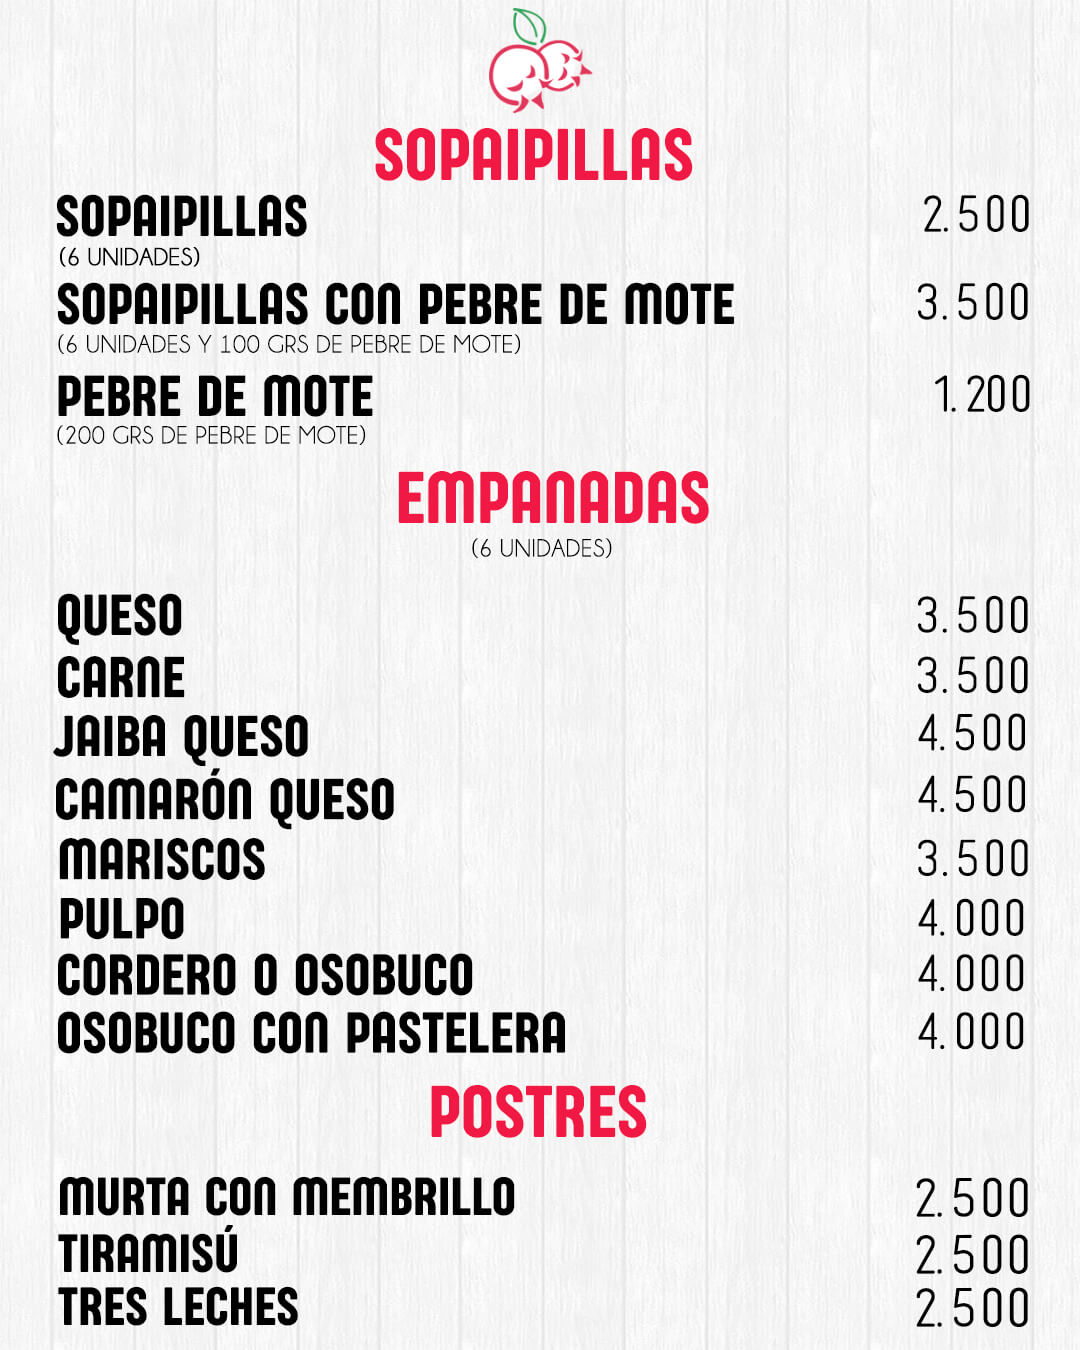 SOPAIPILLAS
SOPAIPILLAS 2.500
(6 UNIDADES)
SOPAIPILLAS CON PEBRE DE MOTE 3.500
(6 UNIDADES Y 100 GRS DE PEBRE DE MOTE)
PEBRE DE MOTE 1.200
(200 GRS DE PEBRE DE MOTE)
EMPANADAS
(6 UNIDADES)
QUESO 3.500
CARNE 3.500
JAIBA QUESO 4.500
CAMARÓN QUESO 4.500
MARISCOS 3.500
PULPO 4.000
CORDERO O OSOBUCO 4.000
OSOBUCO CON PASTELERA 4.000
POSTRES
MURTA CON MEMBRILLO 2.500
TIRAMISÚ 2.500
TRES LECHES 2.500